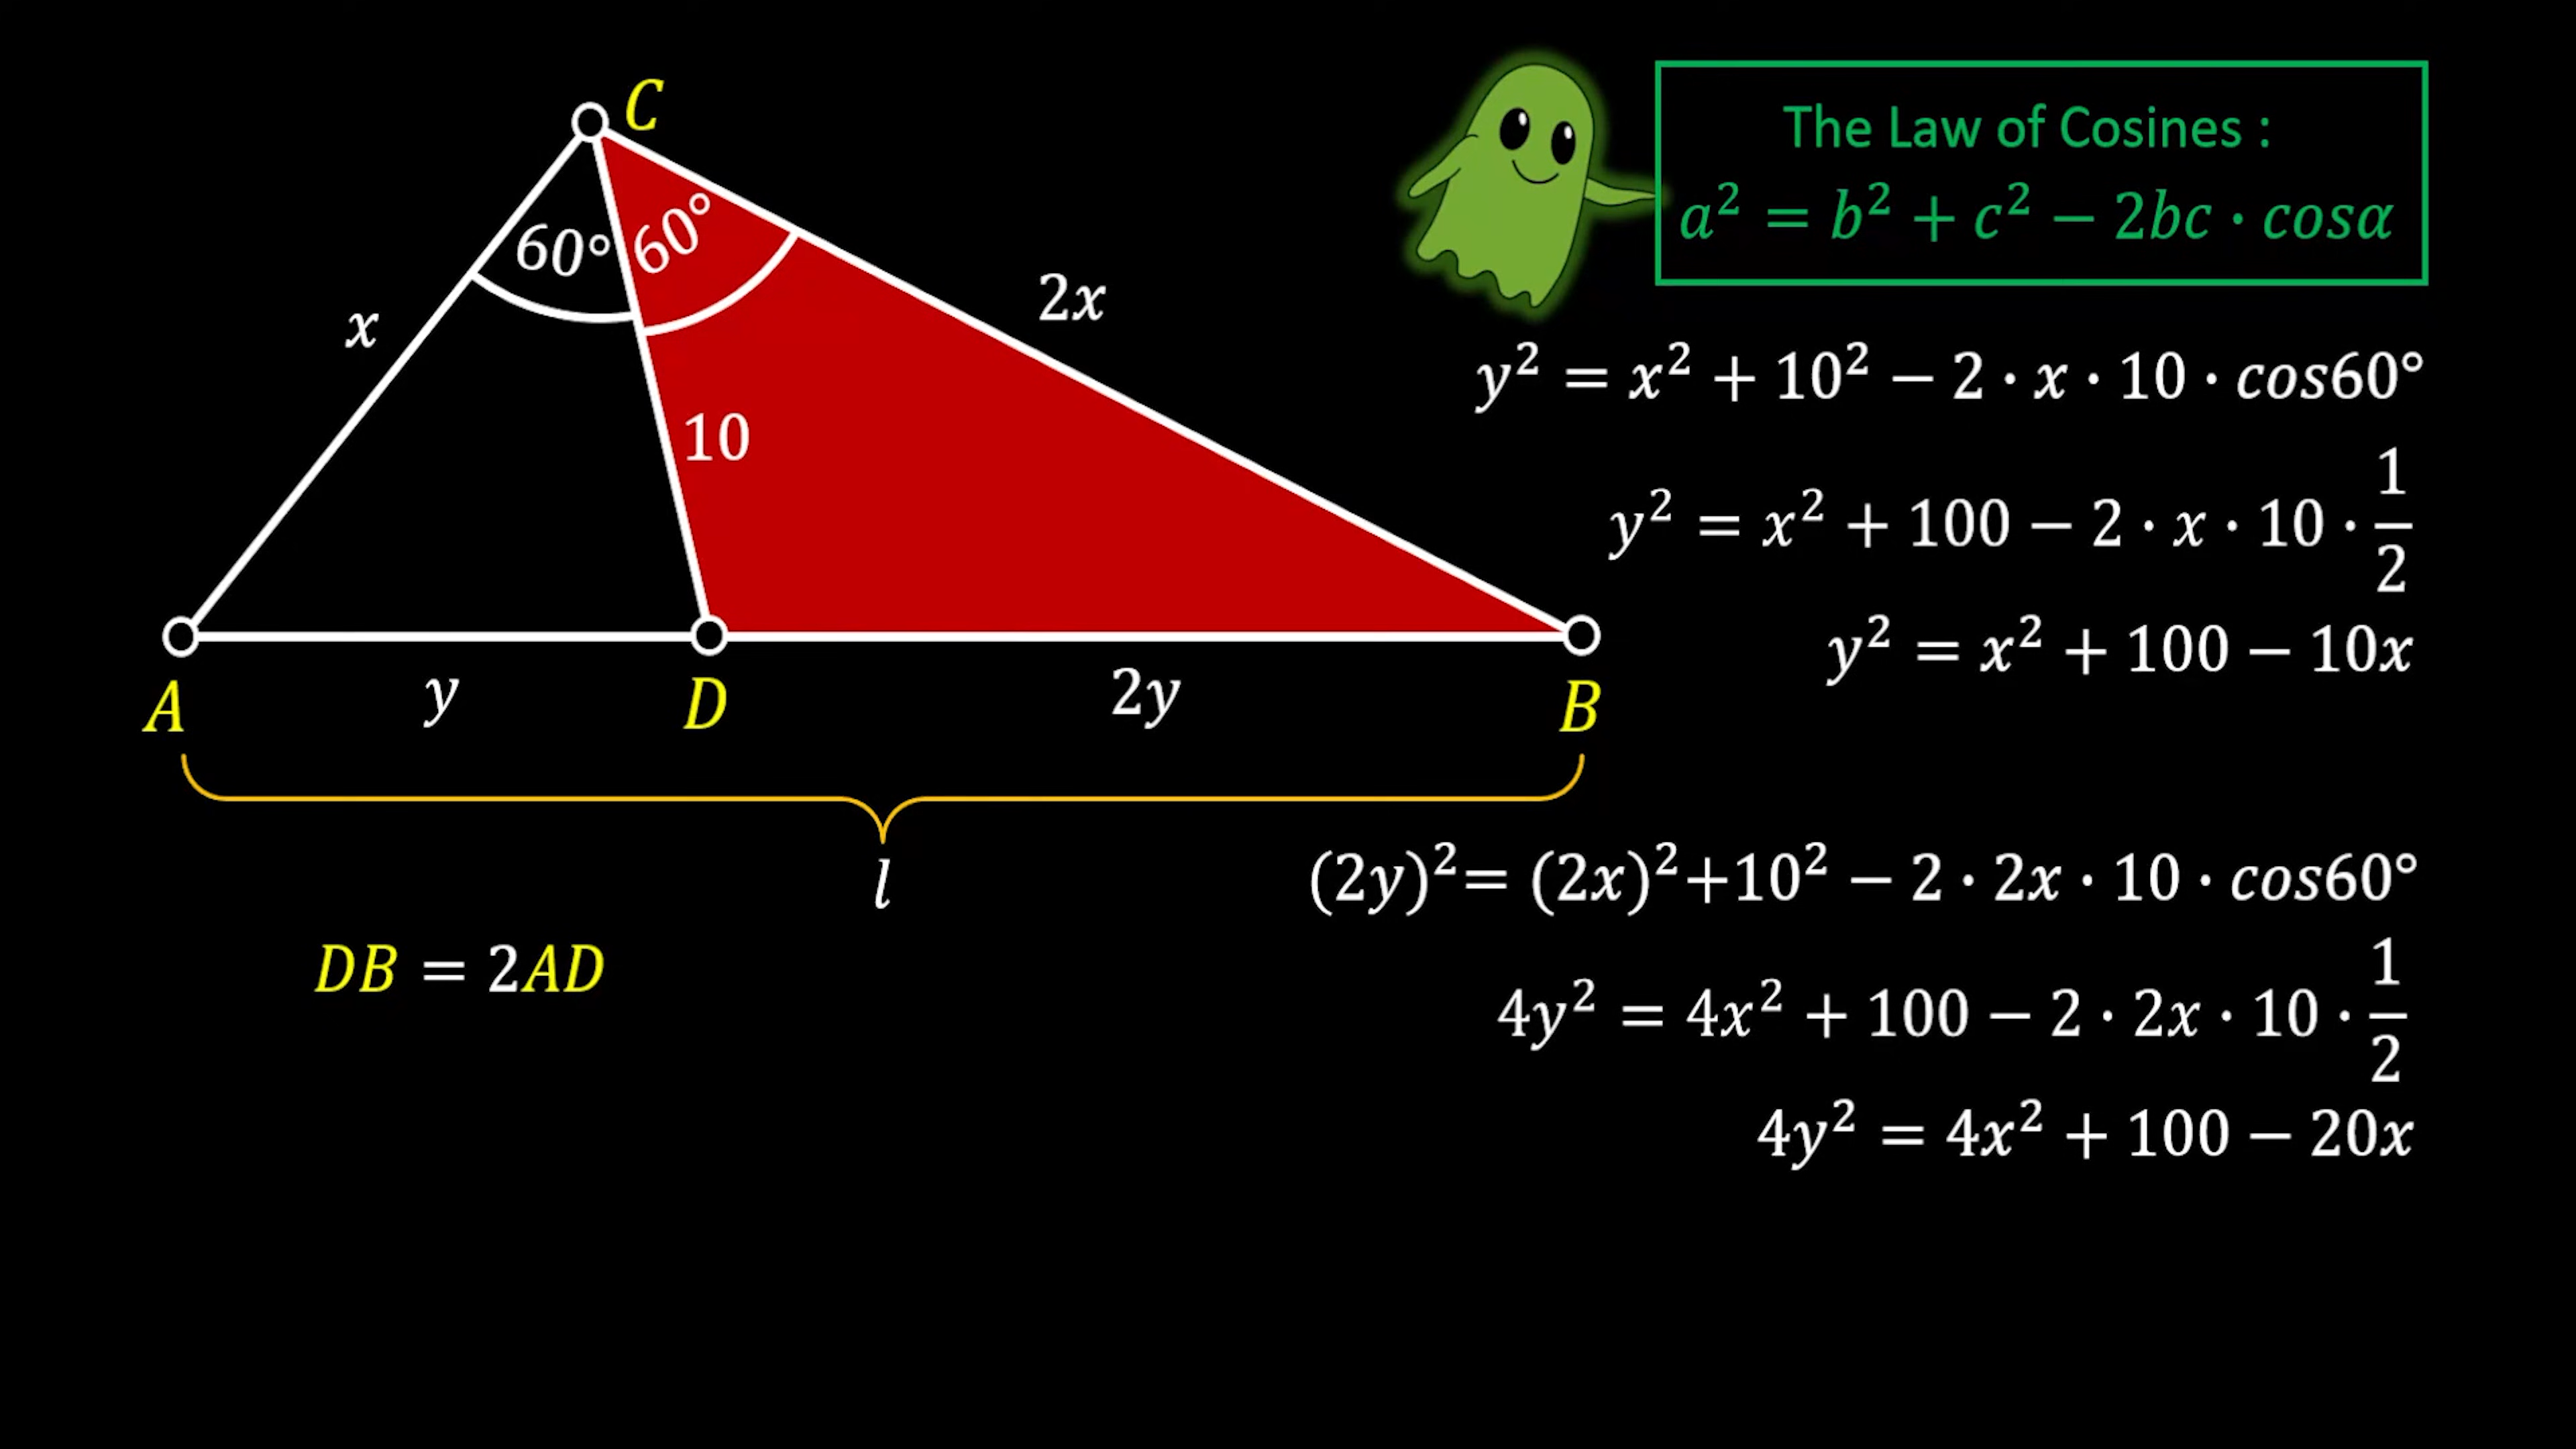 C
The Law of Cosines :
a² = b² + c² − 2bc · cosα
60° 60°
x
2x
10
y² = x² + 10² − 2 · x · 10 · cos60°
y² = x² + 100 − 2 · x · 10 · 1/2
y² = x² + 100 − 10x
A
y
D
2y
B
l
DB = 2AD
(2y)²= (2x)²+10² − 2 · 2x · 10 · cos60°
4y² = 4x² + 100 − 2 · 2x · 10 · 1/2
4y² = 4x² + 100 − 20x